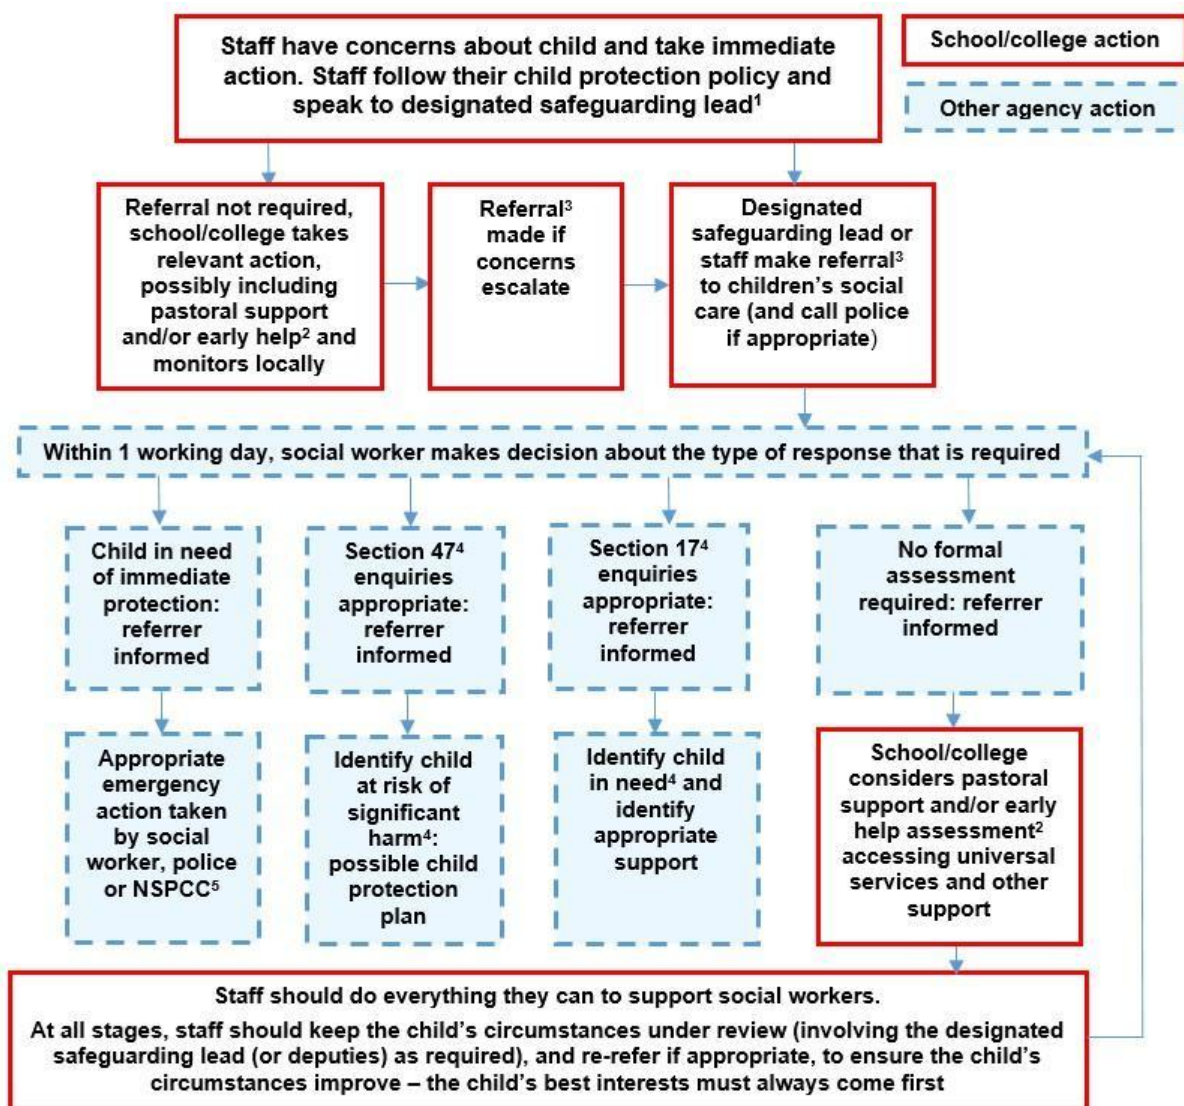 Staff have concerns about child and take immediate
action. Staff follow their child protection policy and
speak to designated safeguarding lead¹
School/college action
Other agency action
Referral not required,
school/college takes
relevant action,
possibly including
pastoral support
and/or early help² and
monitors locally
Referral³
made if
concerns
escalate
Designated
safeguarding lead or
staff make referral³
to children’s social
care (and call police
if appropriate)
Within 1 working day, social worker makes decision about the type of response that is required
Child in need
of immediate
protection:
referrer
informed
Section 47⁴
enquiries
appropriate:
referrer
informed
Section 17⁴
enquiries
appropriate:
referrer
informed
No formal
assessment
required: referrer
informed
Appropriate
emergency
action taken
by social
worker, police
or NSPCC⁵
Identify child
at risk of
significant
harm⁴:
possible child
protection
plan
Identify child
in need⁴ and
identify
appropriate
support
School/college
considers pastoral
support and/or early
help assessment²
accessing universal
services and other
support
Staff should do everything they can to support social workers.
At all stages, staff should keep the child’s circumstances under review (involving the designated
safeguarding lead (or deputies) as required), and re-refer if appropriate, to ensure the child’s
circumstances improve – the child’s best interests must always come first